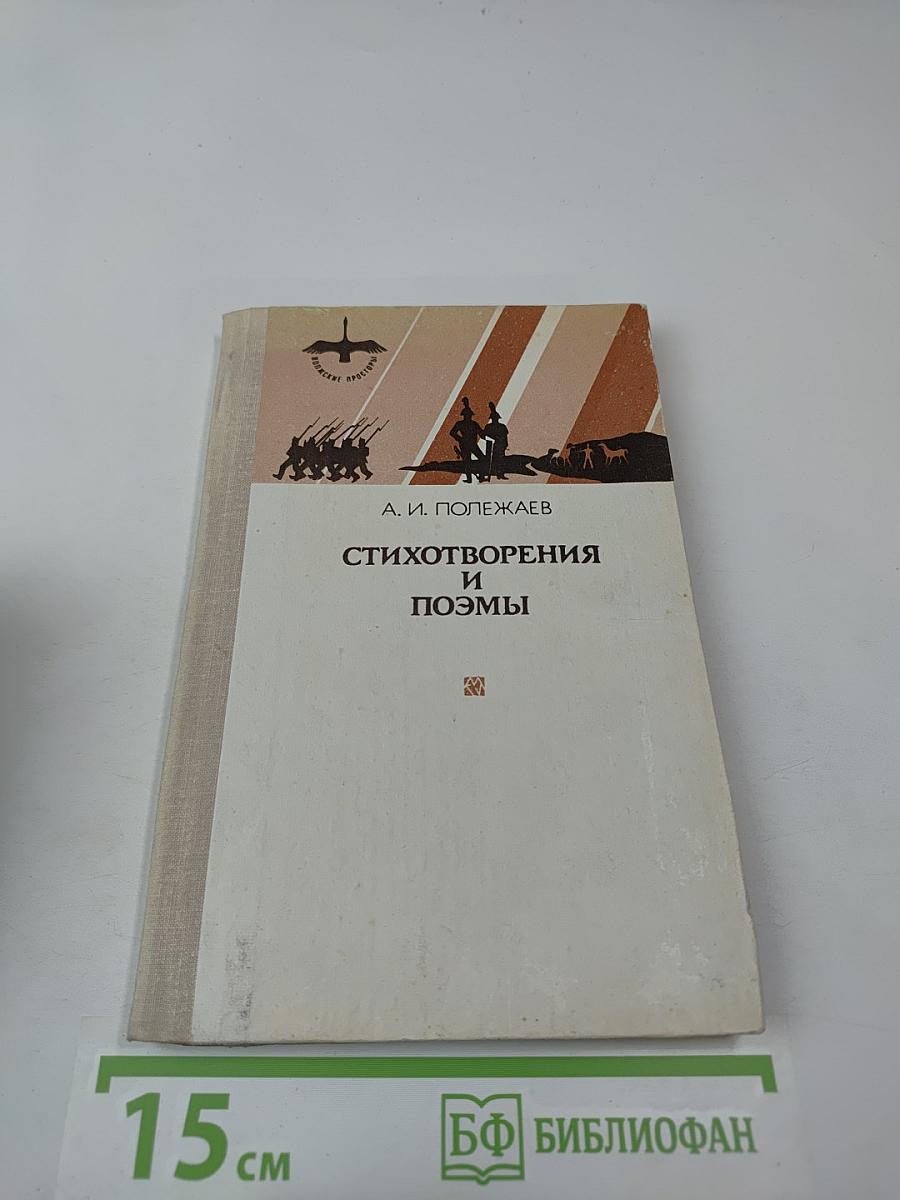 ВОЛЖСКИЕ ПРОСТОРЫ
А. И. ПОЛЕЖАЕВ
СТИХОТВОРЕНИЯ
И
ПОЭМЫ
15 см
БФ БИБЛИОФАН